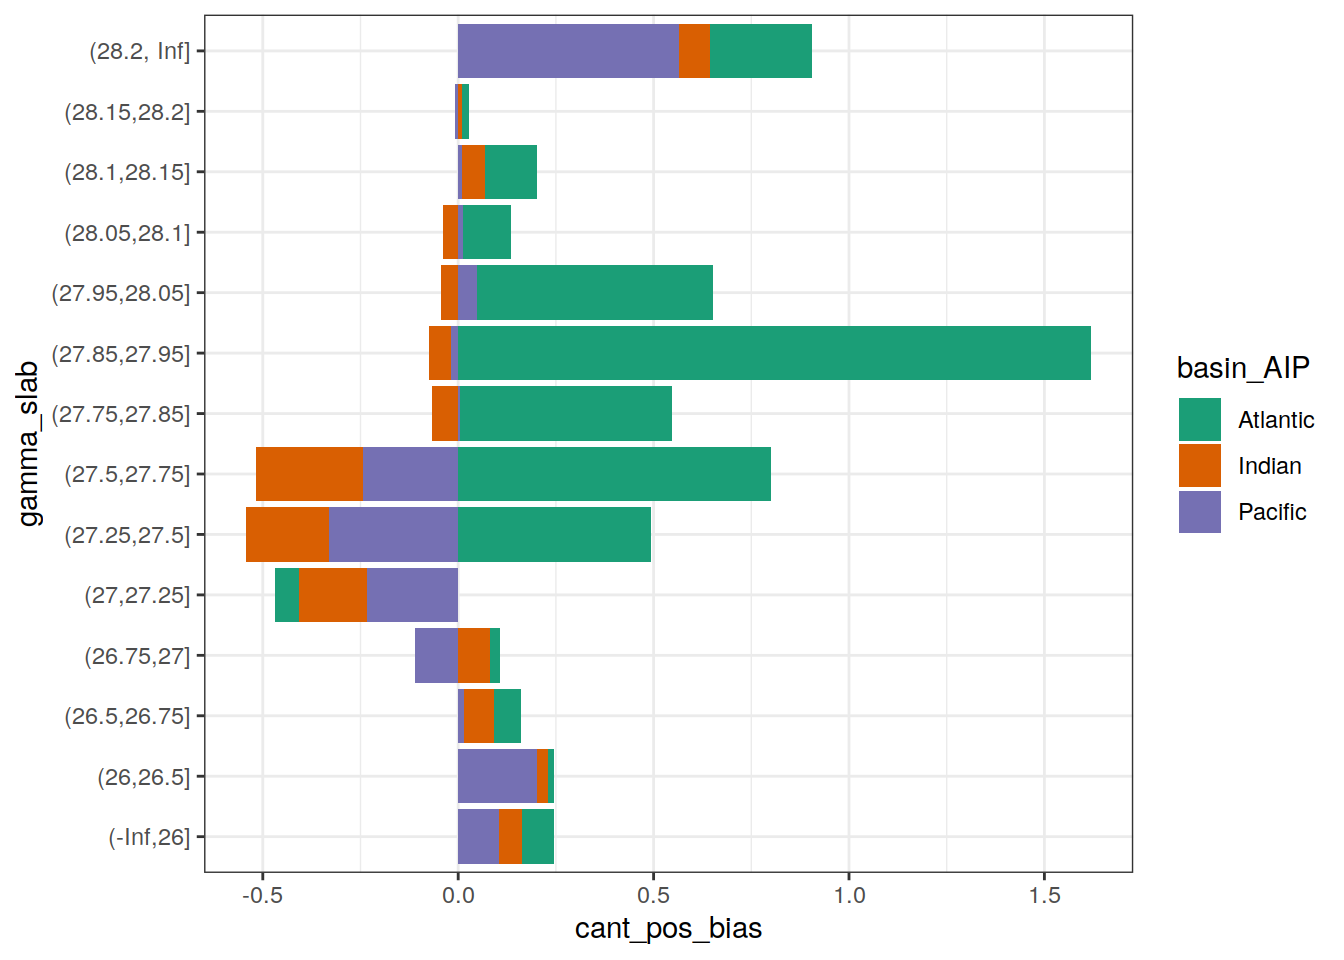 (28.2, Inf]
(28.15,28.2]
(28.1,28.15]
(28.05,28.1]
(27.95,28.05]
(27.85,27.95]
(27.75,27.85]
(27.5,27.75]
(27.25,27.5]
(27,27.25]
(26.75,27]
(26.5,26.75]
(26,26.5]
(-Inf,26]
gamma_slab
-0.5
0.0
0.5
1.0
1.5
cant_pos_bias
basin_AIP
Atlantic
Indian
Pacific